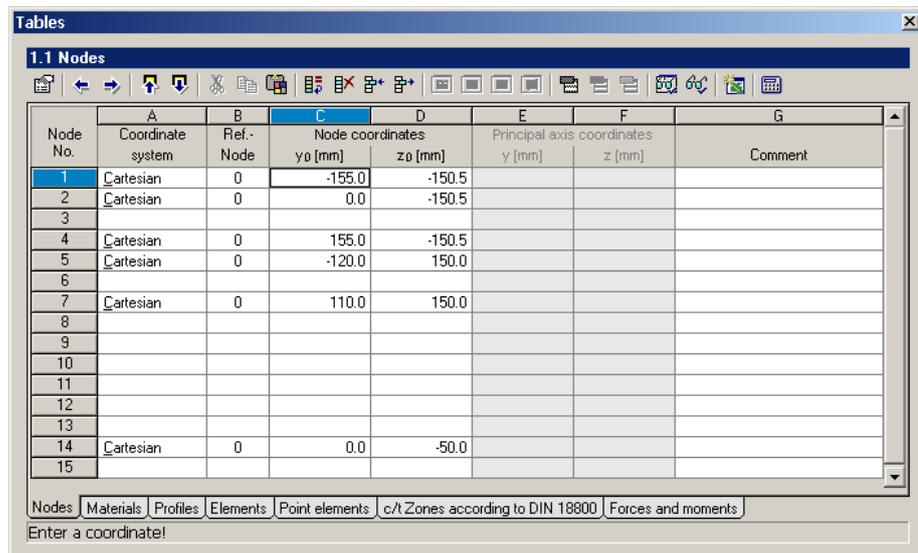 Tables
1.1 Nodes
A B C D E F G
Node No. Coordinate system Ref.- Node Node coordinates Principal axis coordinates
y0 [mm] z0 [mm] y [mm] z [mm] Comment
1 Cartesian 0 -155.0 -150.5
2 Cartesian 0 0.0 -150.5
3
4 Cartesian 0 155.0 -150.5
5 Cartesian 0 -120.0 150.0
6
7 Cartesian 0 110.0 150.0
8
9
10
11
12
13
14 Cartesian 0 0.0 -50.0
15
Nodes Materials Profiles Elements Point elements c/t Zones according to DIN 18800 Forces and moments
Enter a coordinate!